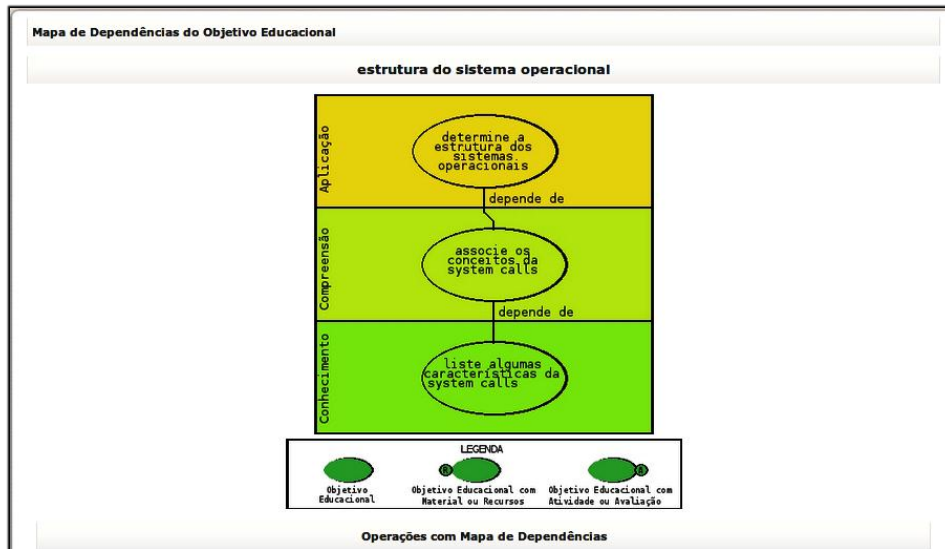 Mapa de Dependências do Objetivo Educacional
estrutura do sistema operacional
Aplicação
determine a
estrutura dos
sistemas
operacionais
depende de
Compreensão
associe os
conceitos da
system calls
depende de
Conhecimento
liste algumas
características da
system calls
LEGENDA
R
R
Objetivo
Educacional
Objetivo Educacional com
Material ou Recursos
Objetivo Educacional com
Atividade ou Avaliação
Operações com Mapa de Dependências